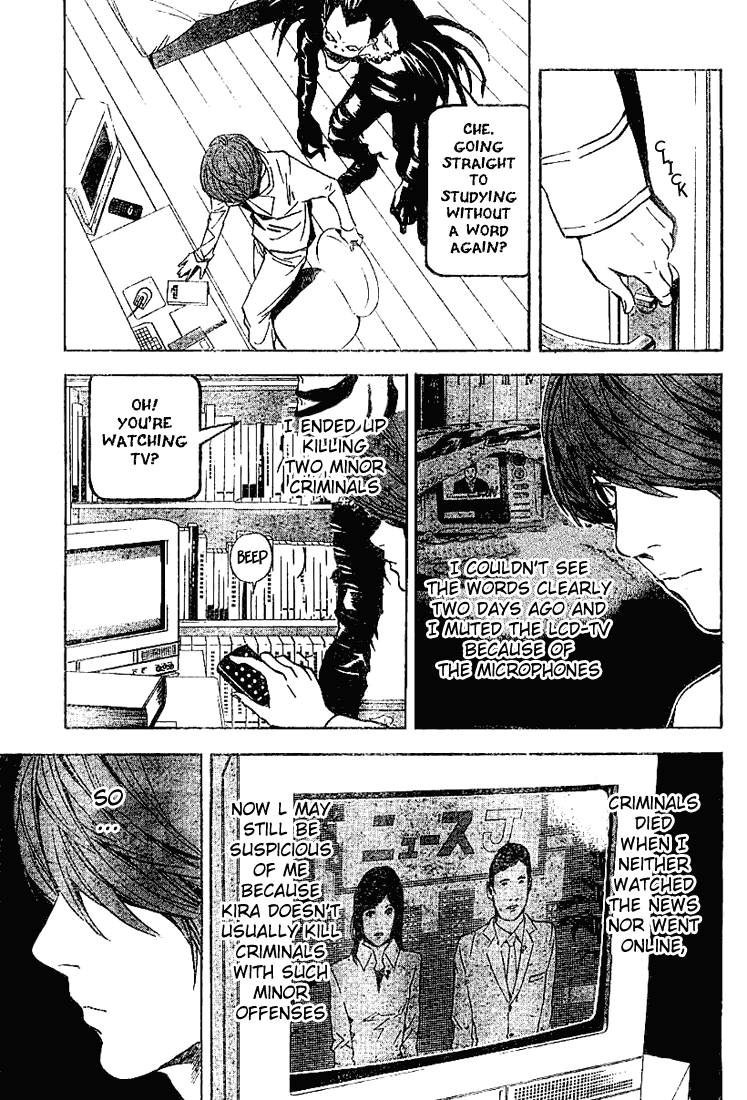 CLICK
CHE.
GOING
STRAIGHT
TO
STUDYING
WITHOUT
A WORD
AGAIN?
I COULDN'T SEE
THE WORDS CLEARLY
TWO DAYS AGO AND
I MUTED THE LCD-TV
BECAUSE OF
THE MICROPHONES
I ENDED UP
KILLING
TWO MINOR
CRIMINALS
OH!
YOU'RE
WATCHING
TV?
BEEP
CRIMINALS
DIED
WHEN I
NEITHER
WATCHED
THE NEWS
NOR WENT
ONLINE,
ニュース J
NOW L MAY
STILL BE
SUSPICIOUS
OF ME
BECAUSE
KIRA DOESN'T
USUALLY KILL
CRIMINALS
WITH SUCH
MINOR
OFFENSES
SO
...